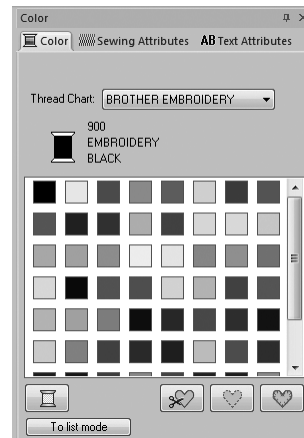 Color
Color Sewing Attributes AB Text Attributes
Thread Chart: BROTHER EMBROIDERY
900
EMBROIDERY
BLACK
To list mode